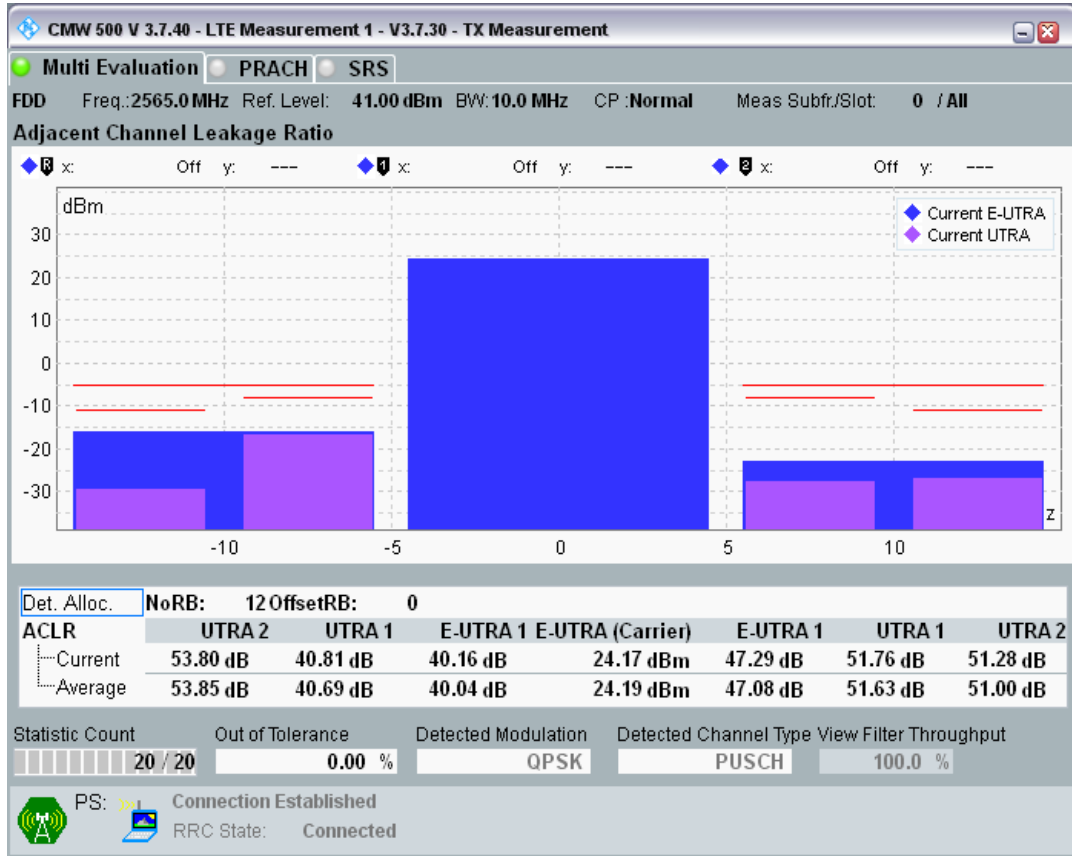 CMW 500 V 3.7.40 - LTE Measurement 1 - V3.7.30 - TX Measurement
Multi Evaluation PRACH SRS
FDD Freq.:2565.0 MHz Ref. Level: 41.00 dBm BW:10.0 MHz CP :Normal Meas Subfr./Slot: 0 / All
Adjacent Channel Leakage Ratio
R x: Off y: --- 1 x: Off y: --- 2 x: Off y: ---
dBm
Current E-UTRA
Current UTRA
30
20
10
0
-10
-20
-30
z
-10 -5 0 5 10
Det. Alloc. NoRB: 12 OffsetRB: 0
ACLR UTRA 2 UTRA 1 E-UTRA 1 E-UTRA (Carrier) E-UTRA 1 UTRA 1 UTRA 2
Current 53.80 dB 40.81 dB 40.16 dB 24.17 dBm 47.29 dB 51.76 dB 51.28 dB
Average 53.85 dB 40.69 dB 40.04 dB 24.19 dBm 47.08 dB 51.63 dB 51.00 dB
Statistic Count Out of Tolerance Detected Modulation Detected Channel Type View Filter Throughput
20 / 20 0.00 % QPSK PUSCH 100.0 %
PS: Connection Established
RRC State: Connected